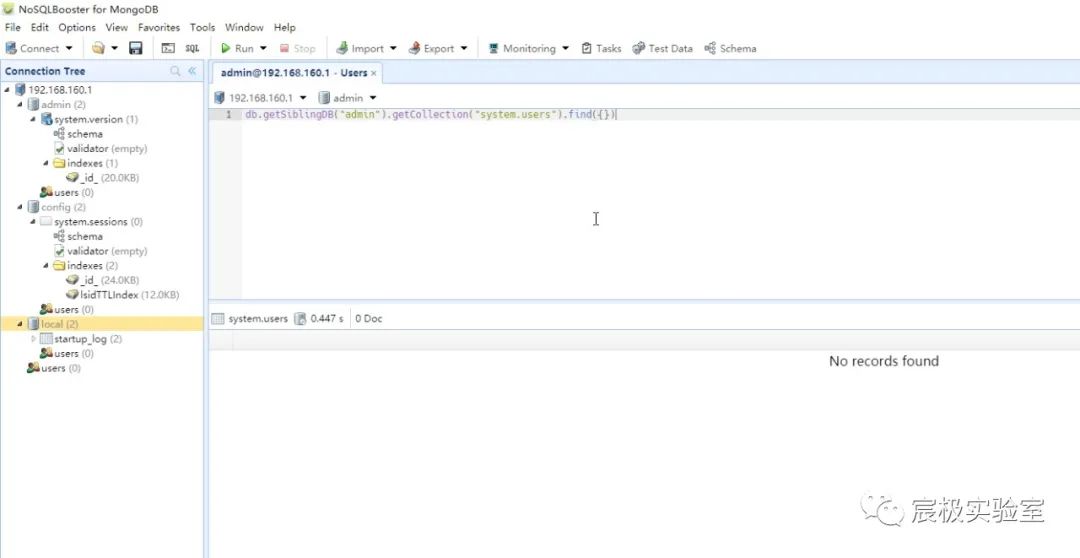 NoSQLBooster for MongoDB
File Edit Options View Favorites Tools Window Help
Connect SQL Run Stop Import Export Monitoring Tasks Test Data Schema
Connection Tree
192.168.160.1
admin (2)
system.version (1)
schema
validator (empty)
indexes (1)
_id_ (20.0KB)
users (0)
config (2)
system.sessions (0)
schema
validator (empty)
indexes (2)
_id_ (24.0KB)
lsidTTLIndex (12.0KB)
users (0)
local (2)
startup_log (2)
users (0)
users (0)
admin@192.168.160.1 - Users ×
192.168.160.1 admin
1 db.getSiblingDB("admin").getCollection("system.users").find({})
system.users 0.447 s 0 Doc
No records found
宸极实验室